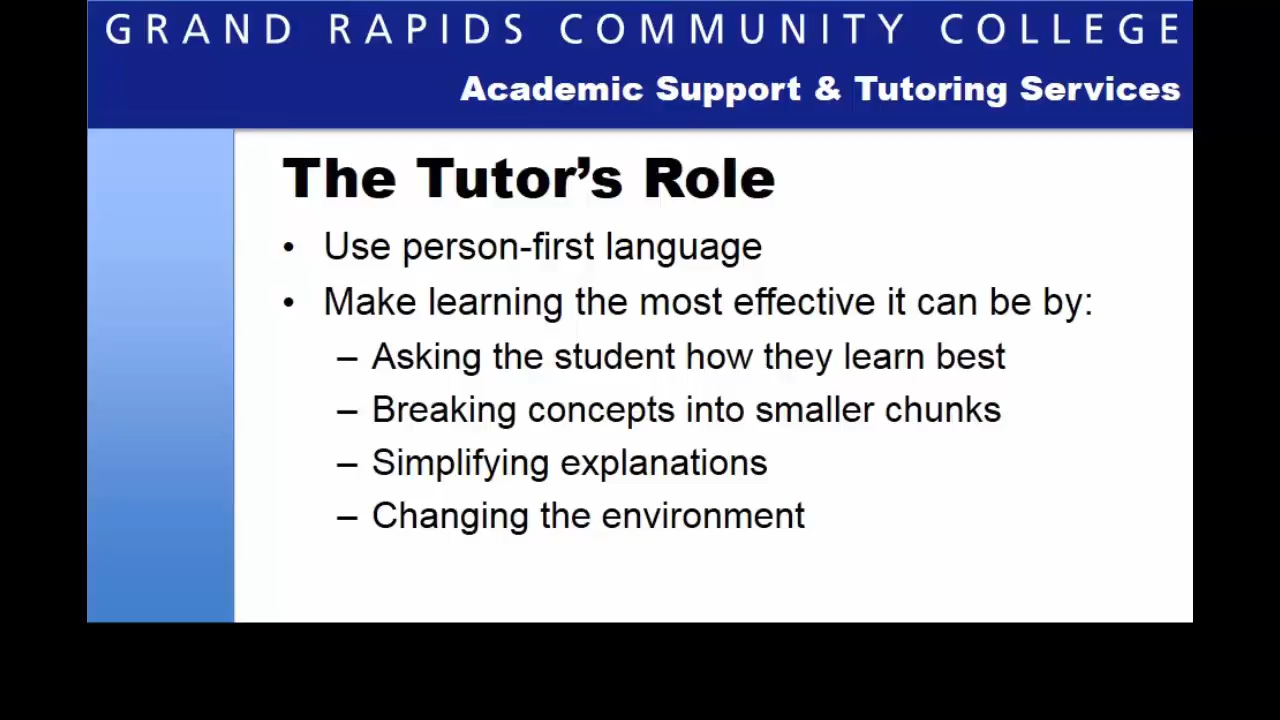 GRAND RAPIDS COMMUNITY COLLEGE
Academic Support & Tutoring Services
The Tutor’s Role
• Use person-first language
• Make learning the most effective it can be by:
– Asking the student how they learn best
– Breaking concepts into smaller chunks
– Simplifying explanations
– Changing the environment